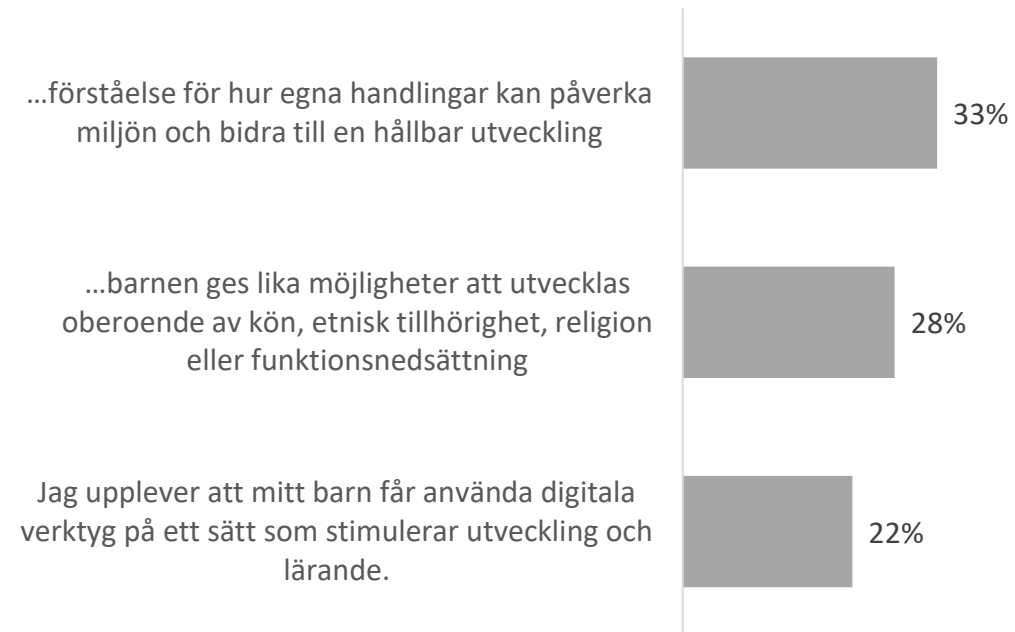 …förståelse för hur egna handlingar kan påverka
miljön och bidra till en hållbar utveckling
33%
…barnen ges lika möjligheter att utvecklas
oberoende av kön, etnisk tillhörighet, religion
eller funktionsnedsättning
28%
Jag upplever att mitt barn får använda digitala
verktyg på ett sätt som stimulerar utveckling och
lärande.
22%